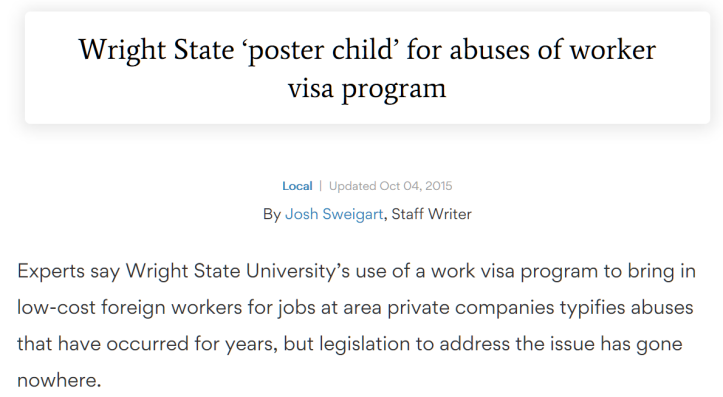 Wright State ‘poster child’ for abuses of worker
visa program
Local | Updated Oct 04, 2015
By Josh Sweigart, Staff Writer
Experts say Wright State University’s use of a work visa program to bring in
low-cost foreign workers for jobs at area private companies typifies abuses
that have occurred for years, but legislation to address the issue has gone
nowhere.